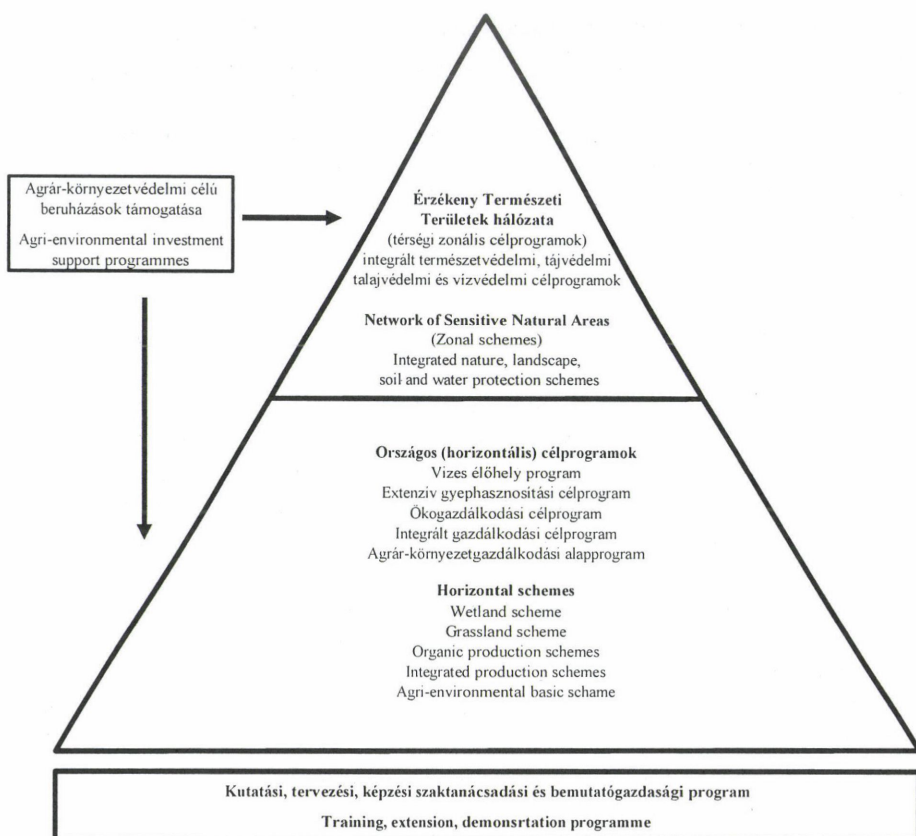 Agrár-környezetvédelmi célú
beruházások támogatása
Agri-environmental investment
support programmes
Érzékeny Természeti
Területek hálózata
(térségi zonális célprogramok)
integrált természetvédelmi, tájvédelmi
talajvédelmi és vízvédelmi célprogramok
Network of Sensitive Natural Areas
(Zonal schemes)
Integrated nature, landscape,
soil and water protection schemes
Országos (horizontális) célprogramok
Vizes élőhely program
Extenzív gyephasznosítási célprogram
Ökogazdálkodási célprogram
Integrált gazdálkodási célprogram
Agrár-környezetgazdálkodási alapprogram
Horizontal schemes
Wetland scheme
Grassland scheme
Organic production schemes
Integrated production schemes
Agri-environmental basic schame
Kutatási, tervezési, képzési szaktanácsadási és bemutatógazdasági program
Training, extension, demonsrtation programme